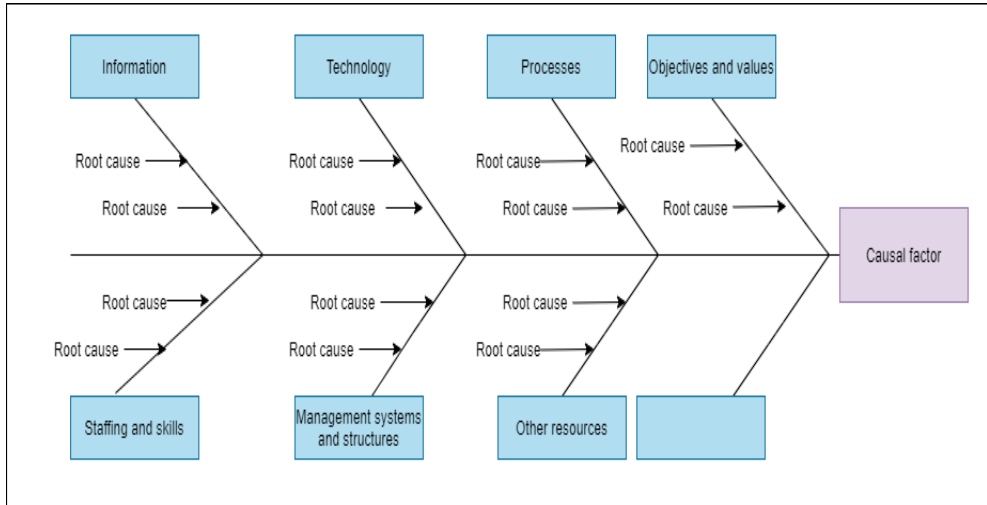 Information
Technology
Processes
Objectives and values
Root cause
Root cause
Root cause
Root cause
Root cause
Root cause
Root cause
Root cause
Causal factor
Root cause
Root cause
Root cause
Root cause
Root cause
Root cause
Staffing and skills
Management systems
and structures
Other resources